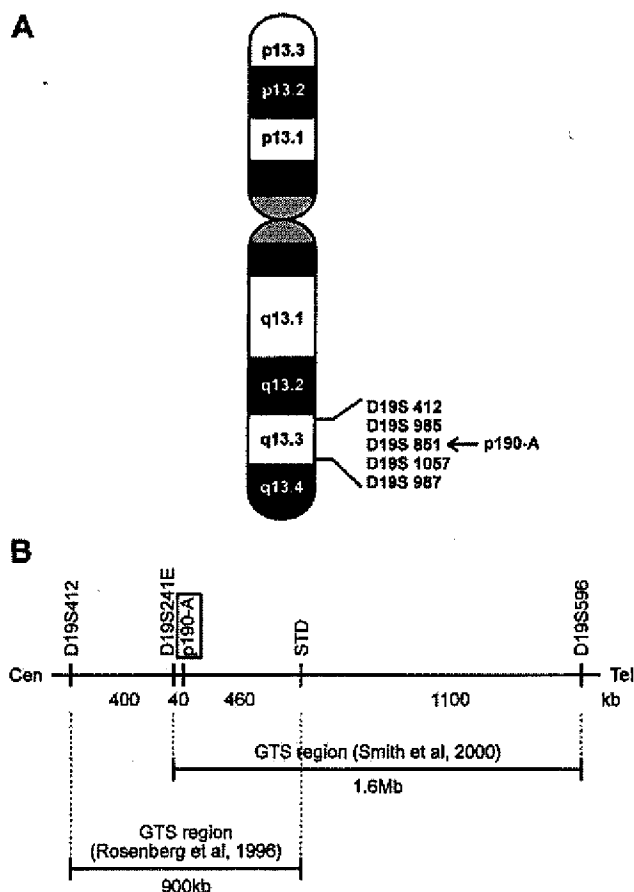 A
p13.3
p13.2
p13.1
q13.1
q13.2
q13.3
q13.4
D19S 412
D19S 985
D19S 851 ← p190-A
D19S 1057
D19S 987
B
D19S412
D19S241E
p190-A
STD
D19S596
Cen
Tel
400 40 460 1100 kb
GTS region (Smith et al, 2000)
1.6Mb
GTS region
(Rosenberg et al, 1996)
900kb